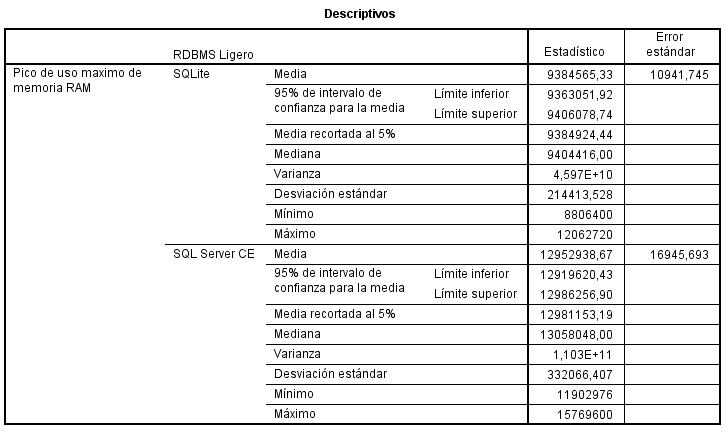 Descriptivos
RDBMS Ligero Estadístico Error estándar
Pico de uso maximo de memoria RAM SQLite Media 9384565,33 10941,745
95% de intervalo de confianza para la media Límite inferior 9363051,92
Límite superior 9406078,74
Media recortada al 5% 9384924,44
Mediana 9404416,00
Varianza 4,597E+10
Desviación estándar 214413,528
Mínimo 8806400
Máximo 12062720
SQL Server CE Media 12952938,67 16945,693
95% de intervalo de confianza para la media Límite inferior 12919620,43
Límite superior 12986256,90
Media recortada al 5% 12981153,19
Mediana 13058048,00
Varianza 1,103E+11
Desviación estándar 332066,407
Mínimo 11902976
Máximo 15769600